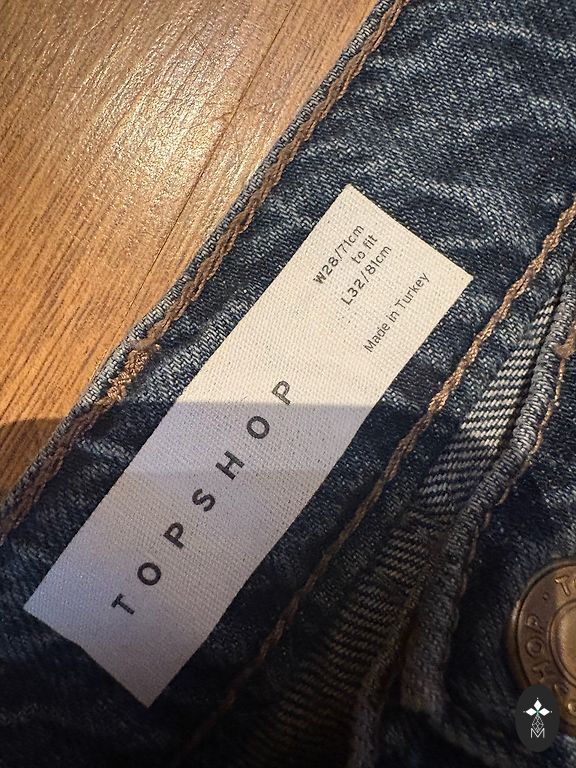 W28/71cm
to fit
L32/81cm
Made in Turkey
TOPSHOP